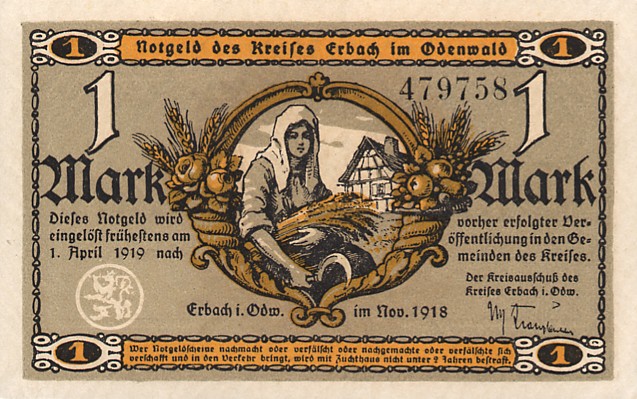 1 Notgeld des Kreises Erbach im Odenwald 1
479758
1 Mark
1 Mark
Dieses Notgeld wird
eingelöst frühestens am
1. April 1919 nach
vorher erfolgter Ver-
öffentlichung in den Ge-
meinden des Kreises.
Der Kreisausschuß des
Kreises Erbach i. Odw.
Erbach i. Odw. im Nov. 1918
1 Wer Notgeldscheine nachmacht oder verfälscht oder nachgemachte oder verfälschte sich 1
verschafft und in den Verkehr bringt, wird mit Zuchthaus nicht unter 2 Jahren bestraft.